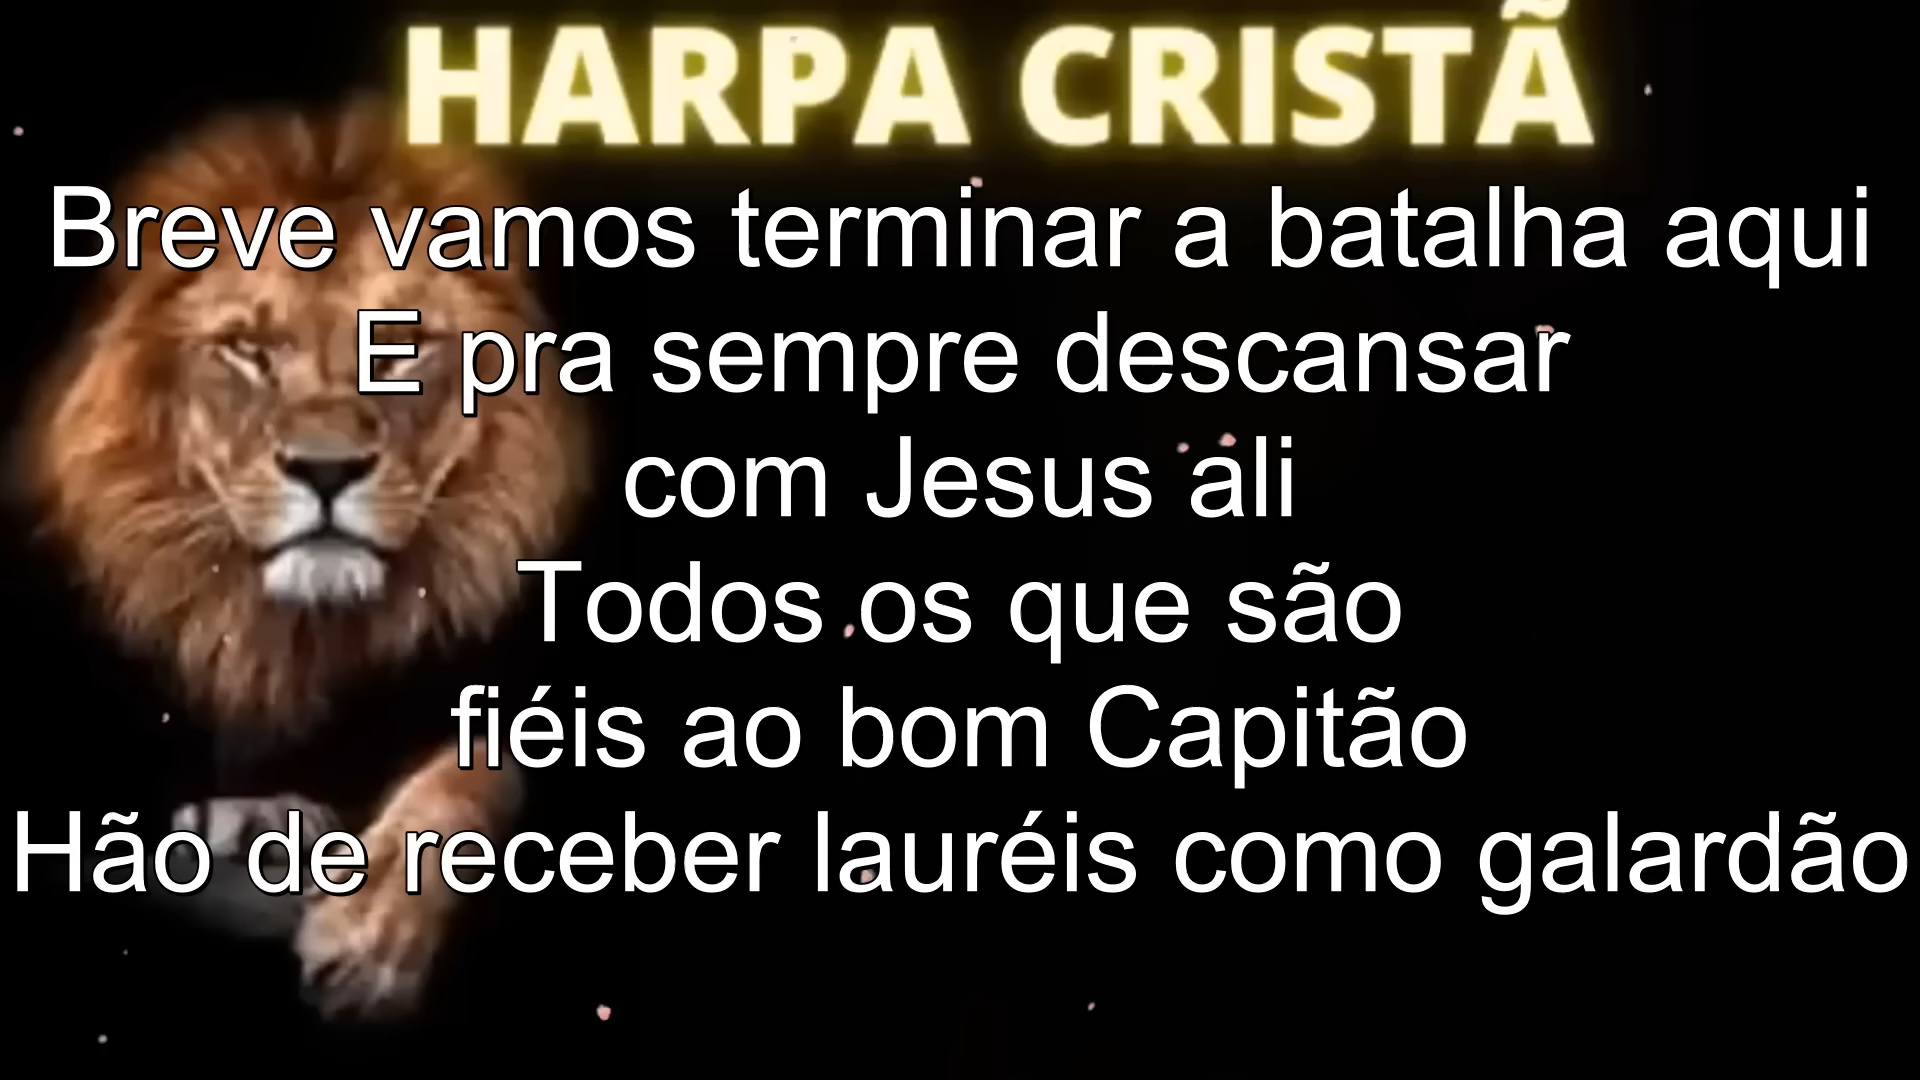 HARPA CRISTÃ
Breve vamos terminar a batalha aqui
E pra sempre descansar
com Jesus ali
Todos os que são
fiéis ao bom Capitão
Hão de receber lauréis como galardão